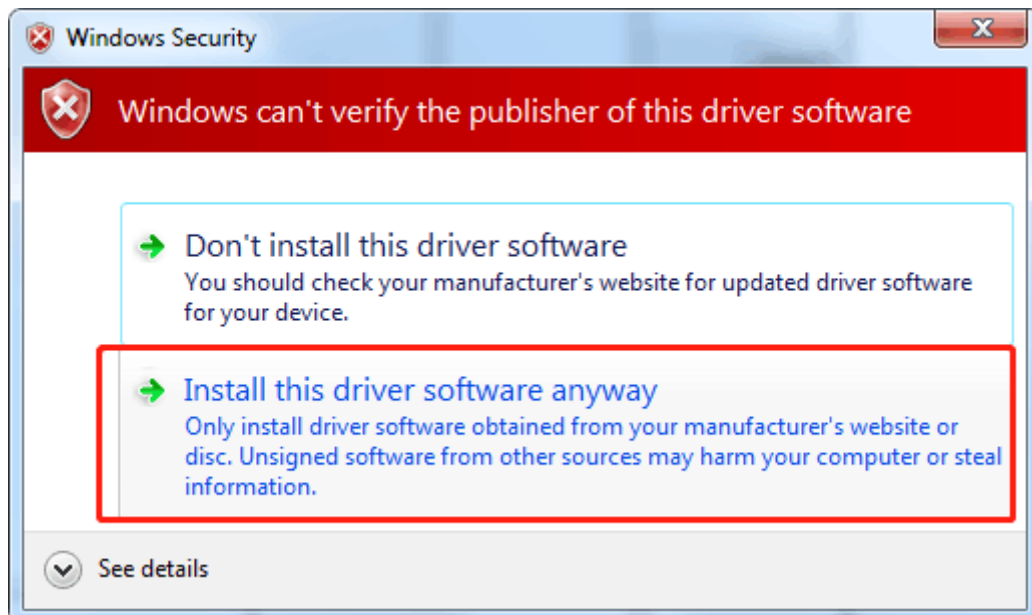 Windows Security
Windows can't verify the publisher of this driver software
Don't install this driver software
You should check your manufacturer's website for updated driver software
for your device.
Install this driver software anyway
Only install driver software obtained from your manufacturer's website or
disc. Unsigned software from other sources may harm your computer or steal
information.
See details